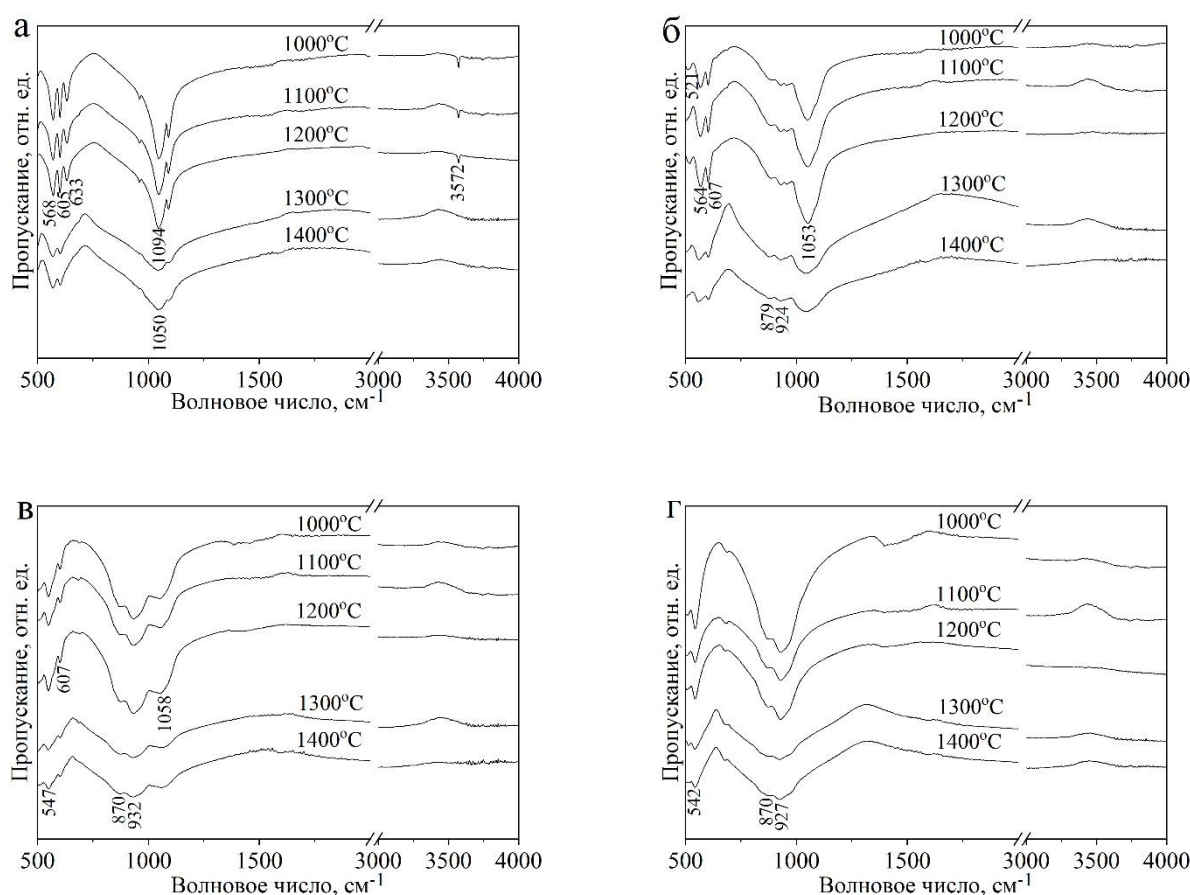 а
1000°C
1100°C
1200°C
1300°C
1400°C
568
605
633
1094
1050
3572
Пропускание, отн. ед.
500 1000 1500 3000 3500 4000
Волновое число, см-1
б
1000°C
1100°C
1200°C
1300°C
1400°C
521
564
607
1053
879
924
Пропускание, отн. ед.
500 1000 1500 3000 3500 4000
Волновое число, см-1
в
1000°C
1100°C
1200°C
1300°C
1400°C
607
1058
547
870
932
Пропускание, отн. ед.
500 1000 1500 3000 3500 4000
Волновое число, см-1
г
1000°C
1100°C
1200°C
1300°C
1400°C
542
870
927
Пропускание, отн. ед.
500 1000 1500 3000 3500 4000
Волновое число, см-1